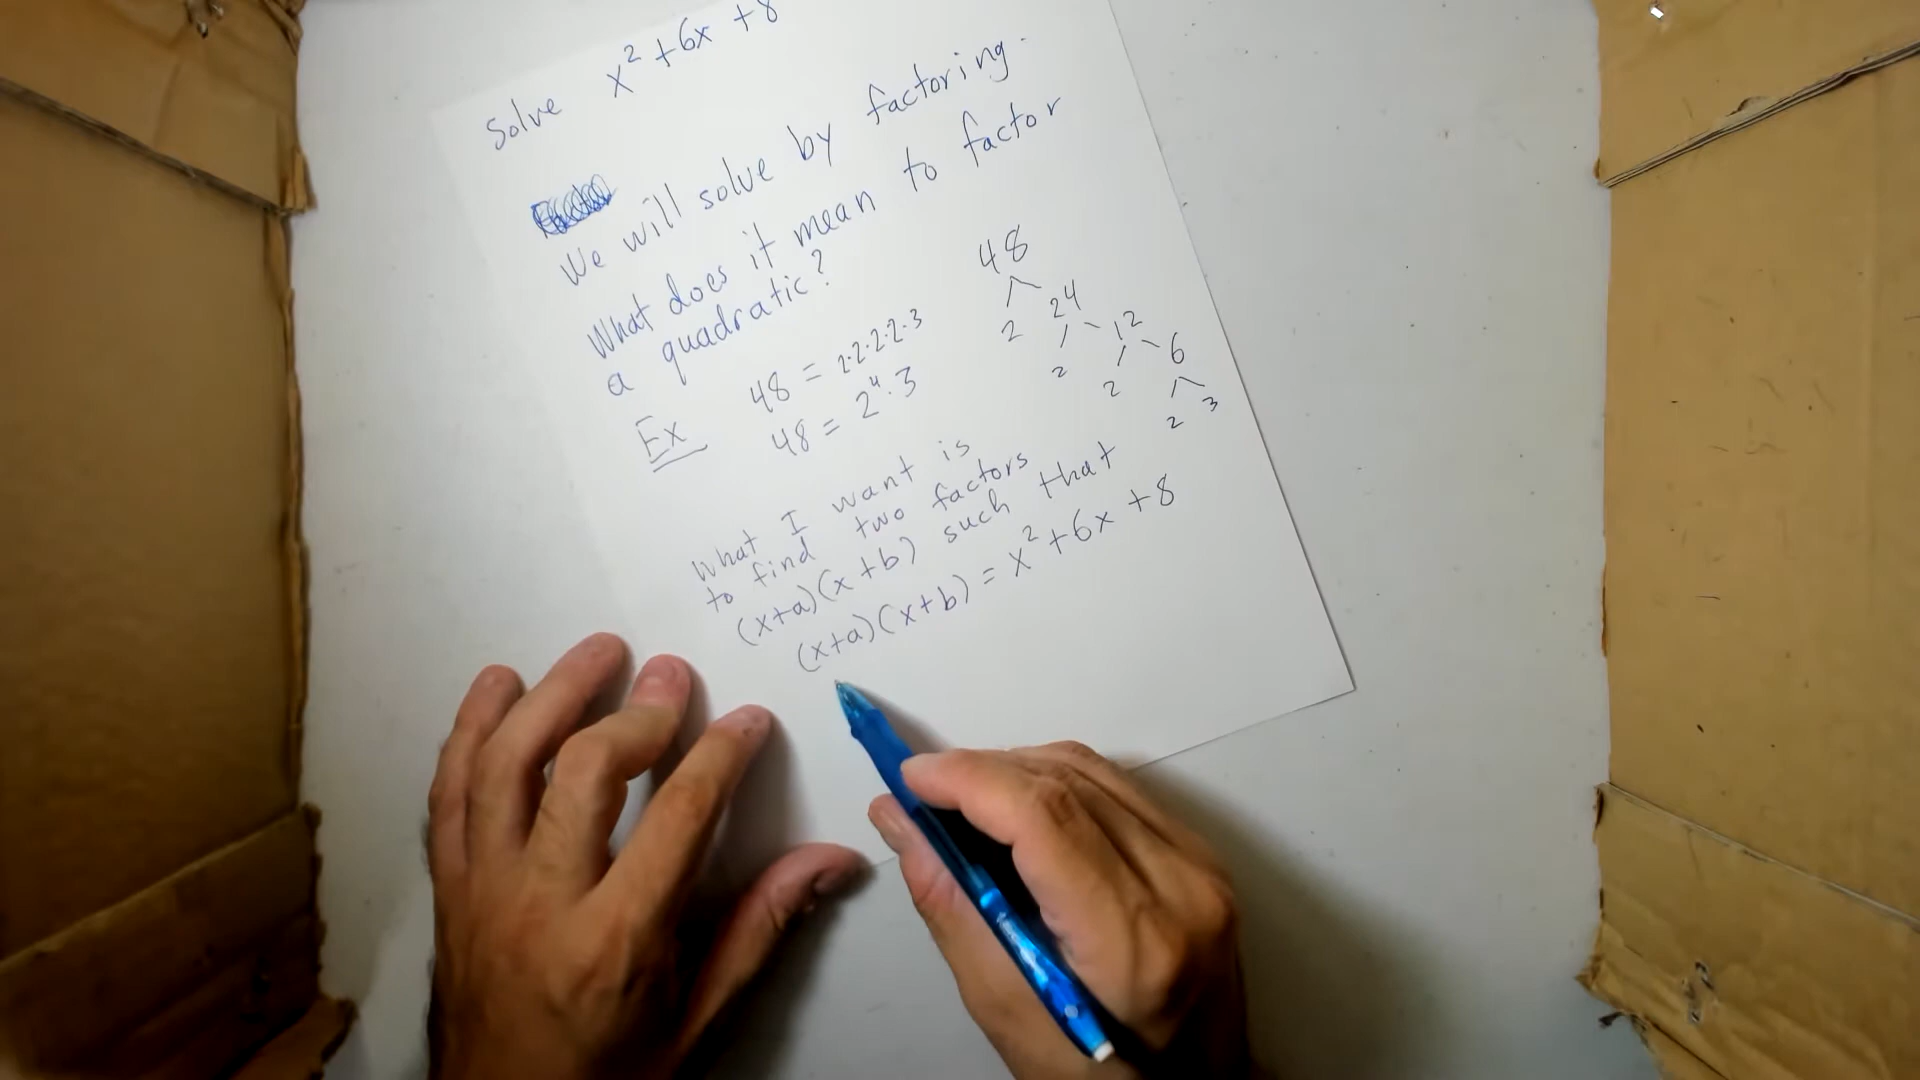 Solve x² + 6x + 8
We will solve by factoring.
What does it mean to factor
a quadratic?
Ex
48 = 2·2·2·2·3
48 = 2⁴·3
48
2 24
2 12
2 6
2 3
What I want is
to find two factors
(x+a)(x+b) such that
(x+a)(x+b) = x² + 6x + 8